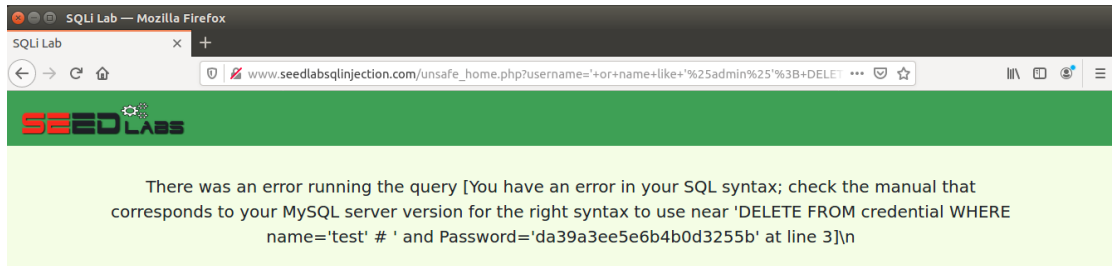 SQLi Lab — Mozilla Firefox
SQLi Lab
www.seedlabsqlinjection.com/unsafe_home.php?username='+or+name+like+'%25admin%25'%3B+DELET
SEEDLABS
There was an error running the query [You have an error in your SQL syntax; check the manual that
corresponds to your MySQL server version for the right syntax to use near 'DELETE FROM credential WHERE
name='test' # ' and Password='da39a3ee5e6b4b0d3255b' at line 3]\n